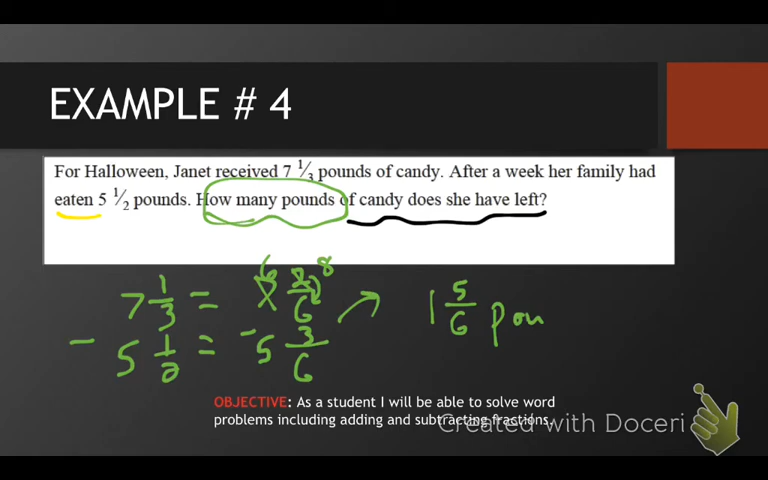 EXAMPLE # 4
For Halloween, Janet received 7 1/3 pounds of candy. After a week her family had
eaten 5 1/2 pounds. How many pounds of candy does she have left?
7 1/3 = 7 2/6 6 8
- 5 1/2 = -5 3/6
1 5/6 poun
OBJECTIVE: As a student I will be able to solve word
problems including adding and subtracting fractions.
Created with Doceri